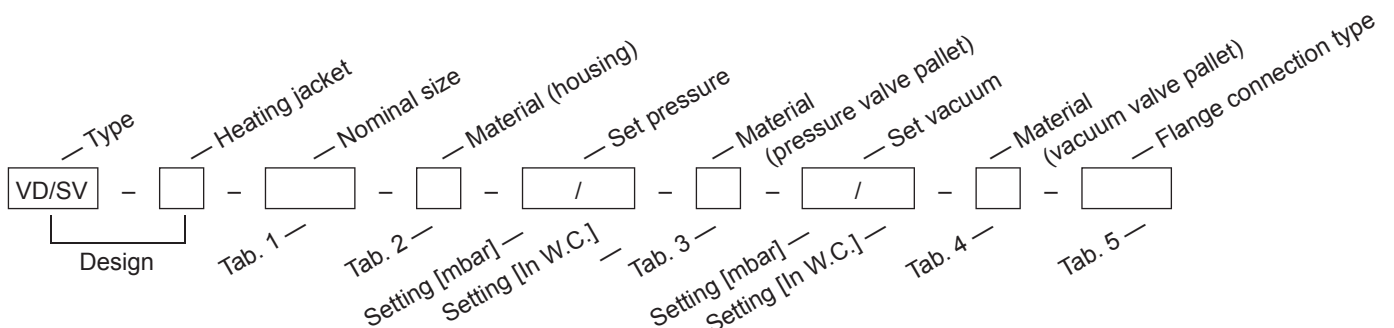 Type
Heating jacket
Nominal size
Material (housing)
Set pressure
Material
(pressure valve pallet)
Set vacuum
Material
(vacuum valve pallet)
Flange connection type
VD/SV – – – – / – – / – –
Design
Tab. 1
Tab. 2
Setting [mbar]
Setting [In W.C.]
Tab. 3
Setting [mbar]
Setting [In W.C.]
Tab. 4
Tab. 5